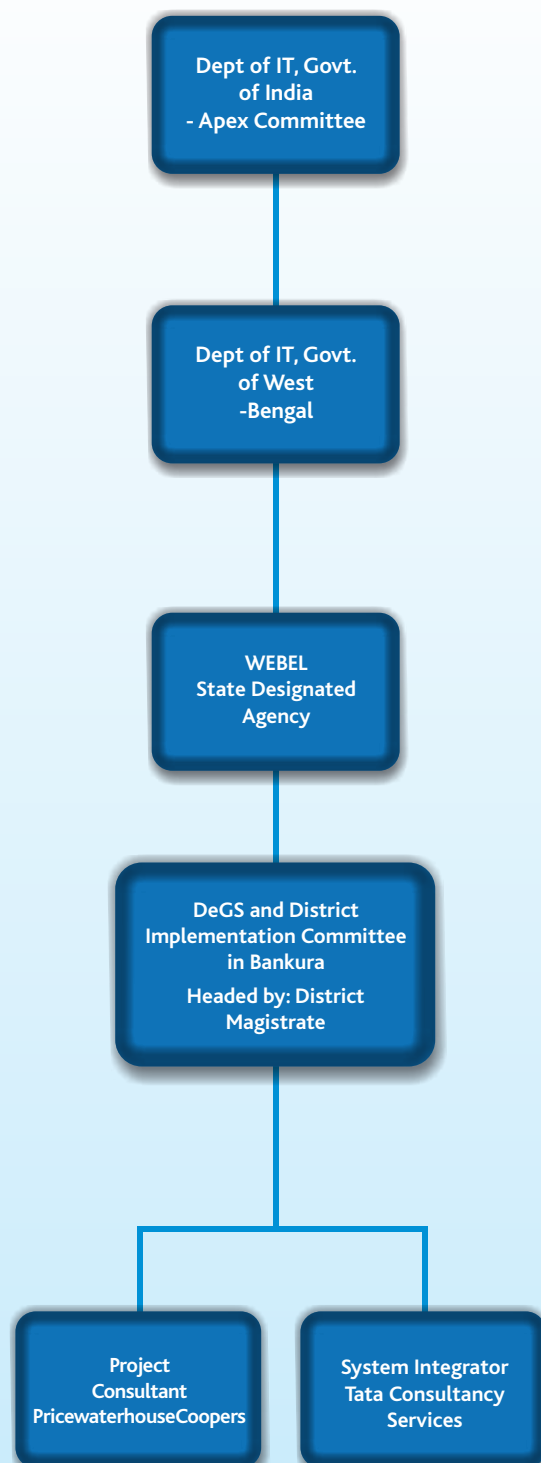 Dept of IT, Govt.
of India
- Apex Committee
Dept of IT, Govt.
of West
-Bengal
WEBEL
State Designated
Agency
DeGS and District
Implementation Committee
in Bankura
Headed by: District
Magistrate
Project
Consultant
PricewaterhouseCoopers
System Integrator
Tata Consultancy
Services